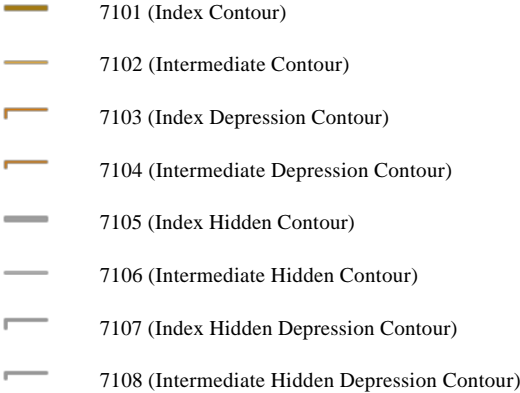 7101 (Index Contour)
7102 (Intermediate Contour)
7103 (Index Depression Contour)
7104 (Intermediate Depression Contour)
7105 (Index Hidden Contour)
7106 (Intermediate Hidden Contour)
7107 (Index Hidden Depression Contour)
7108 (Intermediate Hidden Depression Contour)